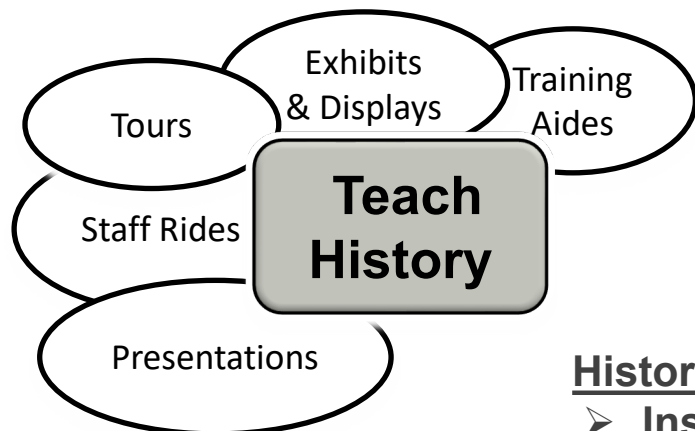 Exhibits
& Displays
Training
Aides
Tours
Teach
History
Staff Rides
Presentations
Histor
➢ Ins